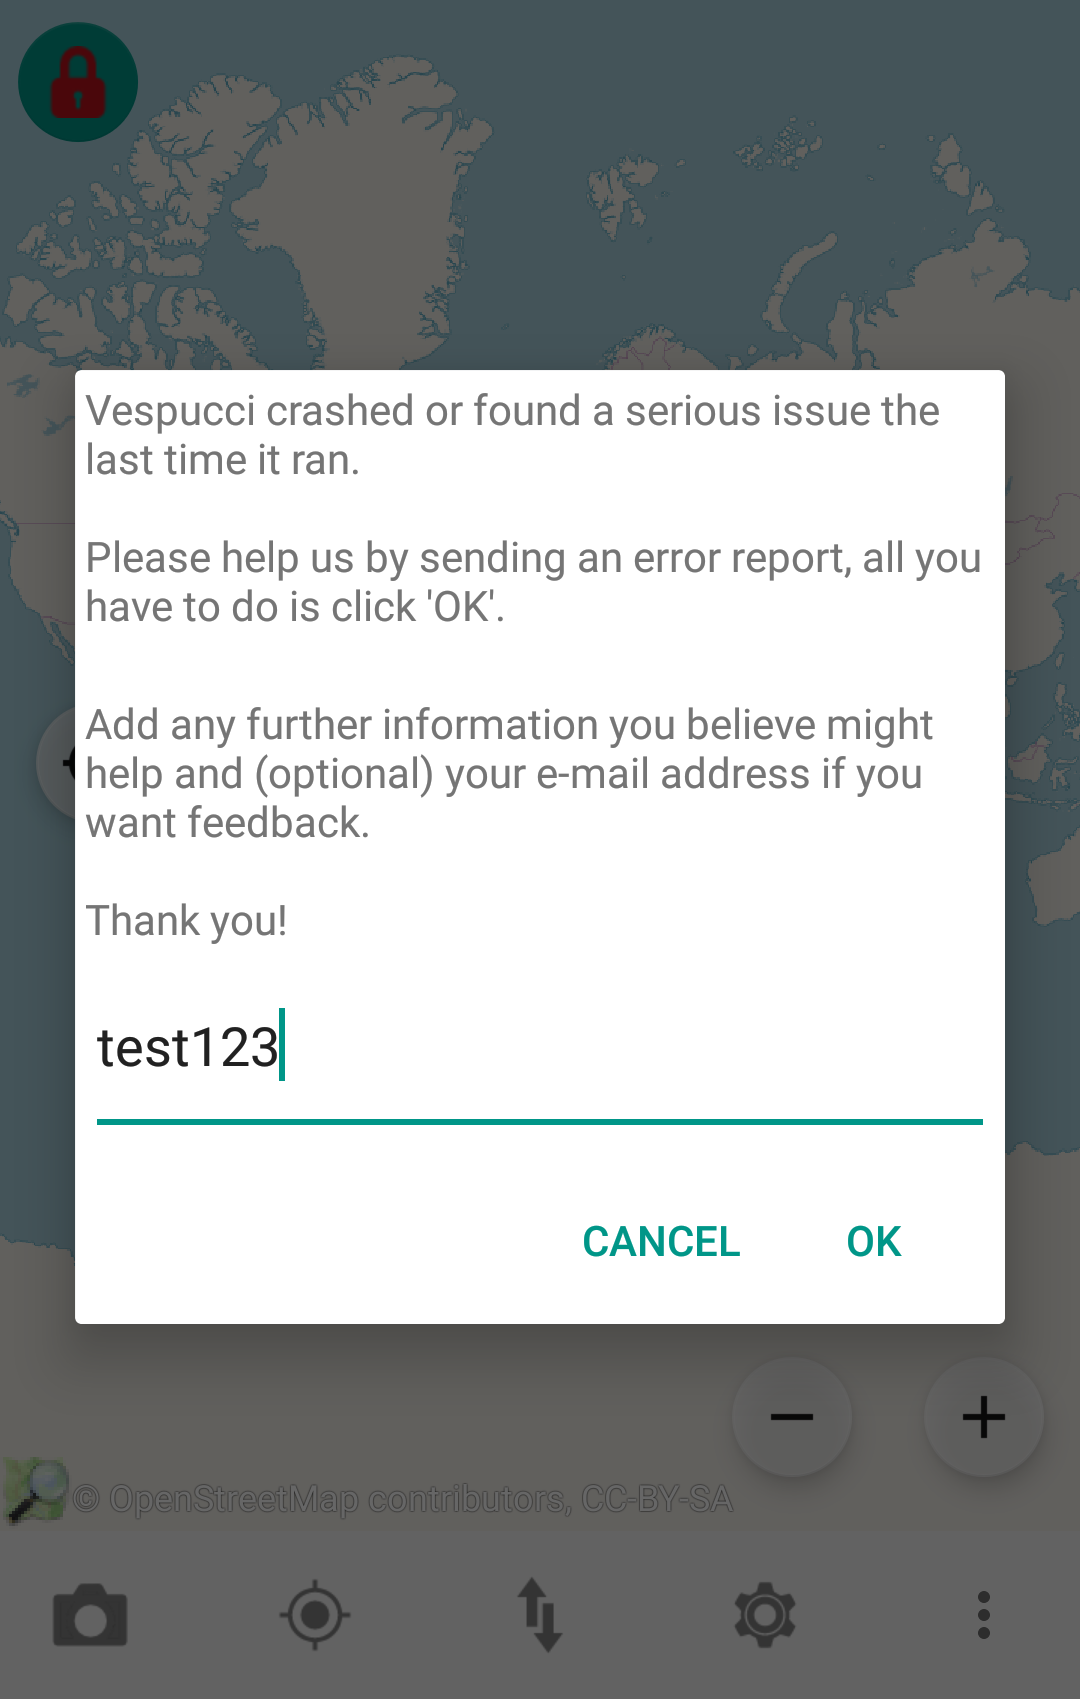 Vespucci crashed or found a serious issue the
last time it ran.
Please help us by sending an error report, all you
have to do is click 'OK'.
Add any further information you believe might
help and (optional) your e-mail address if you
want feedback.
Thank you!
test123
CANCEL OK
© OpenStreetMap contributors, CC-BY-SA